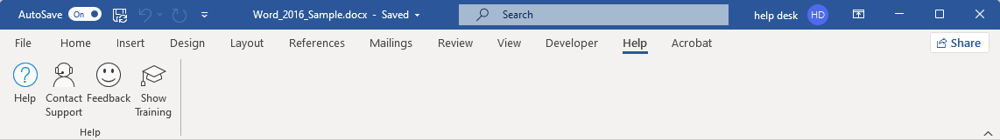 AutoSave On Word_2016_Sample.docx - Saved Search help desk HD
File Home Insert Design Layout References Mailings Review View Developer Help Acrobat Share
Help Contact Support Feedback Show Training
Help